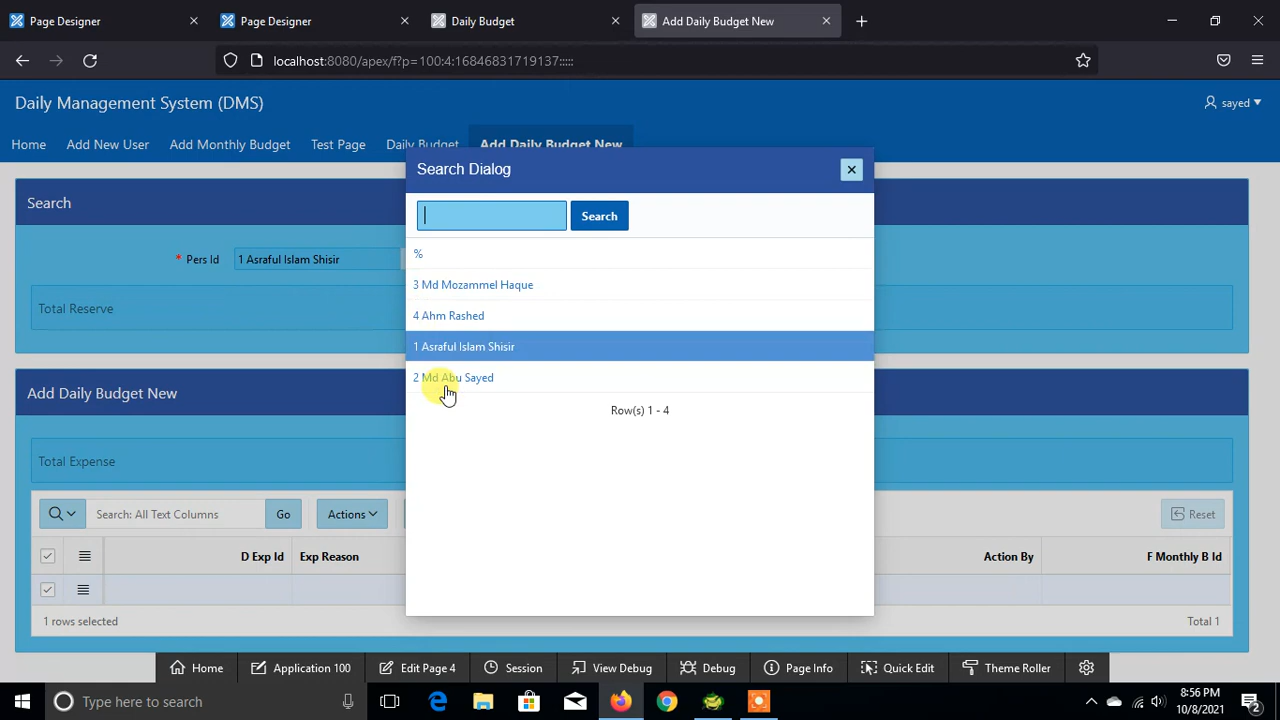 Page Designer
Page Designer
Daily Budget
Add Daily Budget New
localhost:8080/apex/f?p=100:4:16846831719137:::::
Daily Management System (DMS)
sayed
Home
Add New User
Add Monthly Budget
Test Page
Daily Budget
Add Daily Budget New
Search Dialog
Search
Search
Pers Id
1 Asraful Islam Shisir
%
3 Md Mozammel Haque
Total Reserve
4 Ahm Rashed
1 Asraful Islam Shisir
2 Md Abu Sayed
Add Daily Budget New
Row(s) 1 - 4
Total Expense
Search: All Text Columns
Go
Actions
Reset
D Exp Id
Exp Reason
Action By
F Monthly B Id
1 rows selected
Total 1
Home
Application 100
Edit Page 4
Session
View Debug
Debug
Page Info
Quick Edit
Theme Roller
Type here to search
8:56 PM
10/8/2021
2